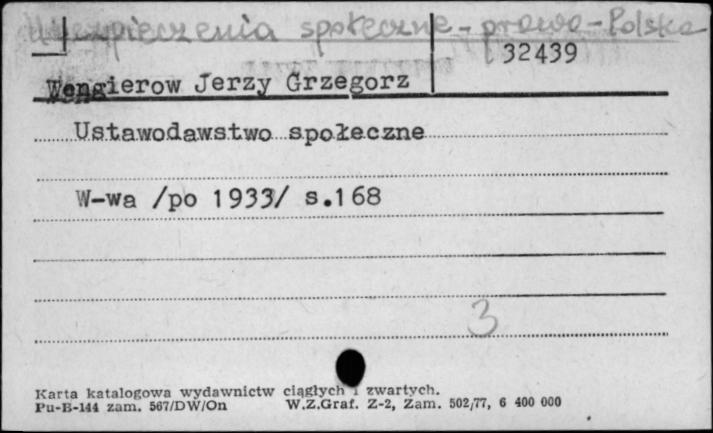 Ubezpieczenia społeczne - prawo - Polska
32439
Wengierow Jerzy Grzegorz
Ustawodawstwo społeczne
W-wa /po 1933/ s.168
3
Karta katalogowa wydawnictw ciągłych i zwartych.
Pu-B-144 zam. 567/DW/On W.Z.Graf. Z-2, Zam. 502/77, 6 400 000